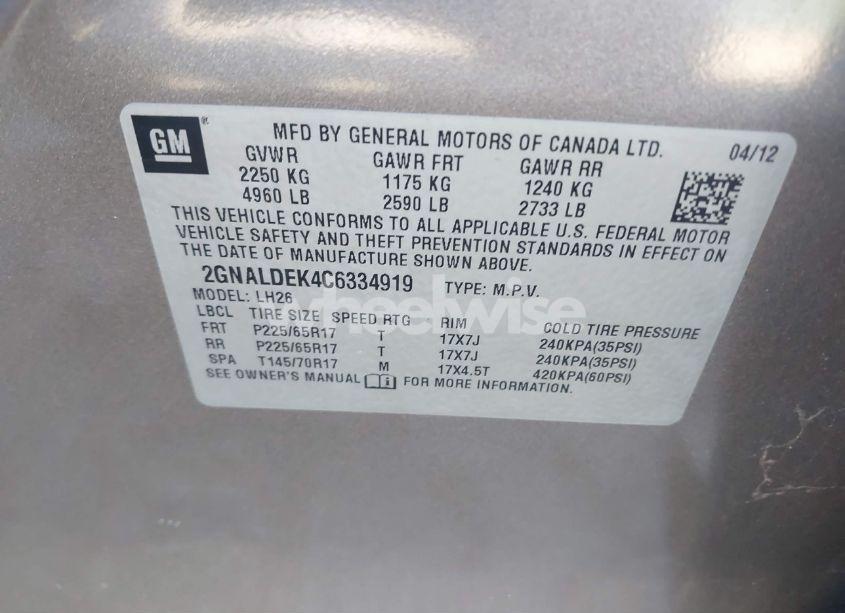 GM
MFD BY GENERAL MOTORS OF CANADA LTD. 04/12
GVWR GAWR FRT GAWR RR
2250 KG 1175 KG 1240 KG
4960 LB 2590 LB 2733 LB
THIS VEHICLE CONFORMS TO ALL APPLICABLE U.S. FEDERAL MOTOR
VEHICLE SAFETY AND THEFT PREVENTION STANDARDS IN EFFECT ON
THE DATE OF MANUFACTURE SHOWN ABOVE.
2GNALDEK4C6334919 TYPE: M.P.V.
MODEL: LH26
LBCL TIRE SIZE SPEED RTG RIM COLD TIRE PRESSURE
FRT P225/65R17 T 17X7J 240KPA(35PSI)
RR P225/65R17 T 17X7J 240KPA(35PSI)
SPA T145/70R17 M 17X4.5T 420KPA(60PSI)
SEE OWNER'S MANUAL FOR MORE INFORMATION.
wheelwise